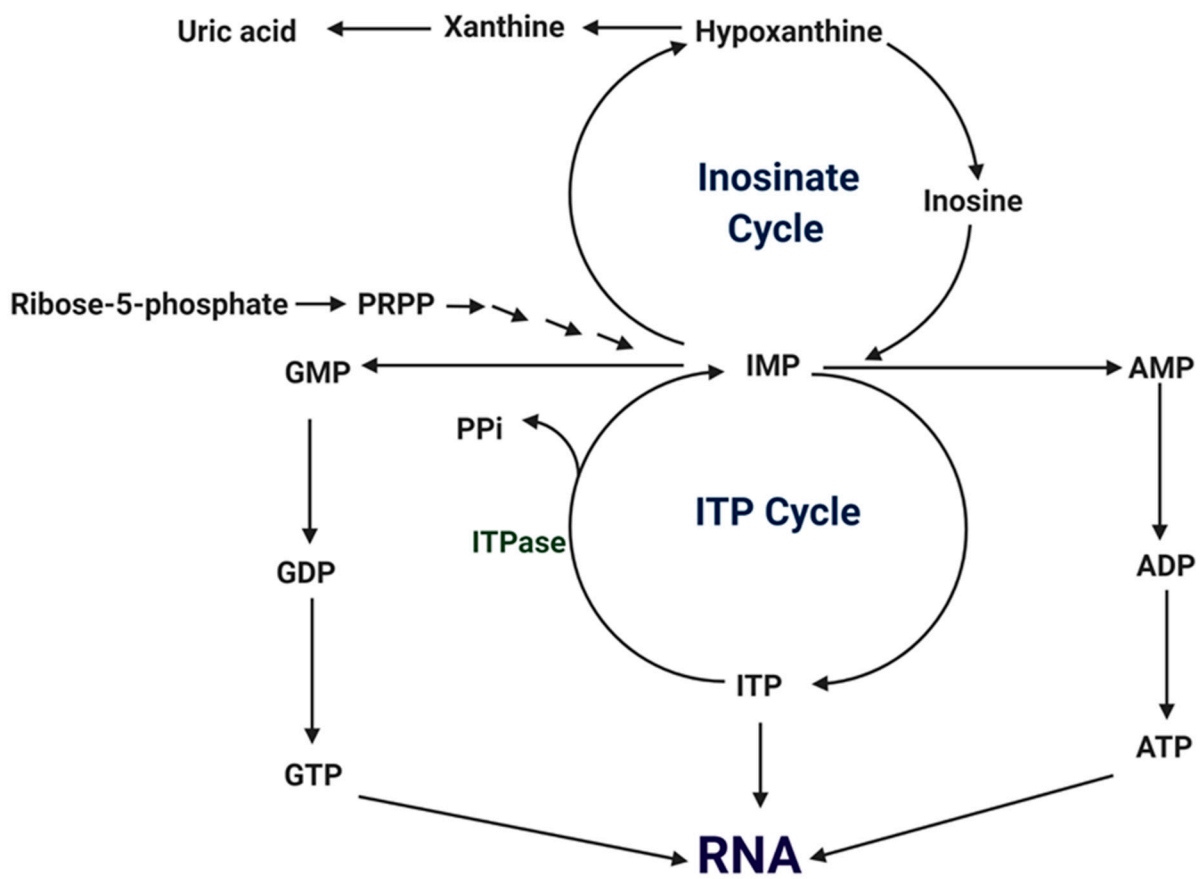 Uric acid
Xanthine
Hypoxanthine
Inosinate
Cycle
Inosine
Ribose-5-phosphate
PRPP
GMP
IMP
AMP
PPi
ITP Cycle
ITPase
GDP
ADP
ITP
GTP
ATP
RNA